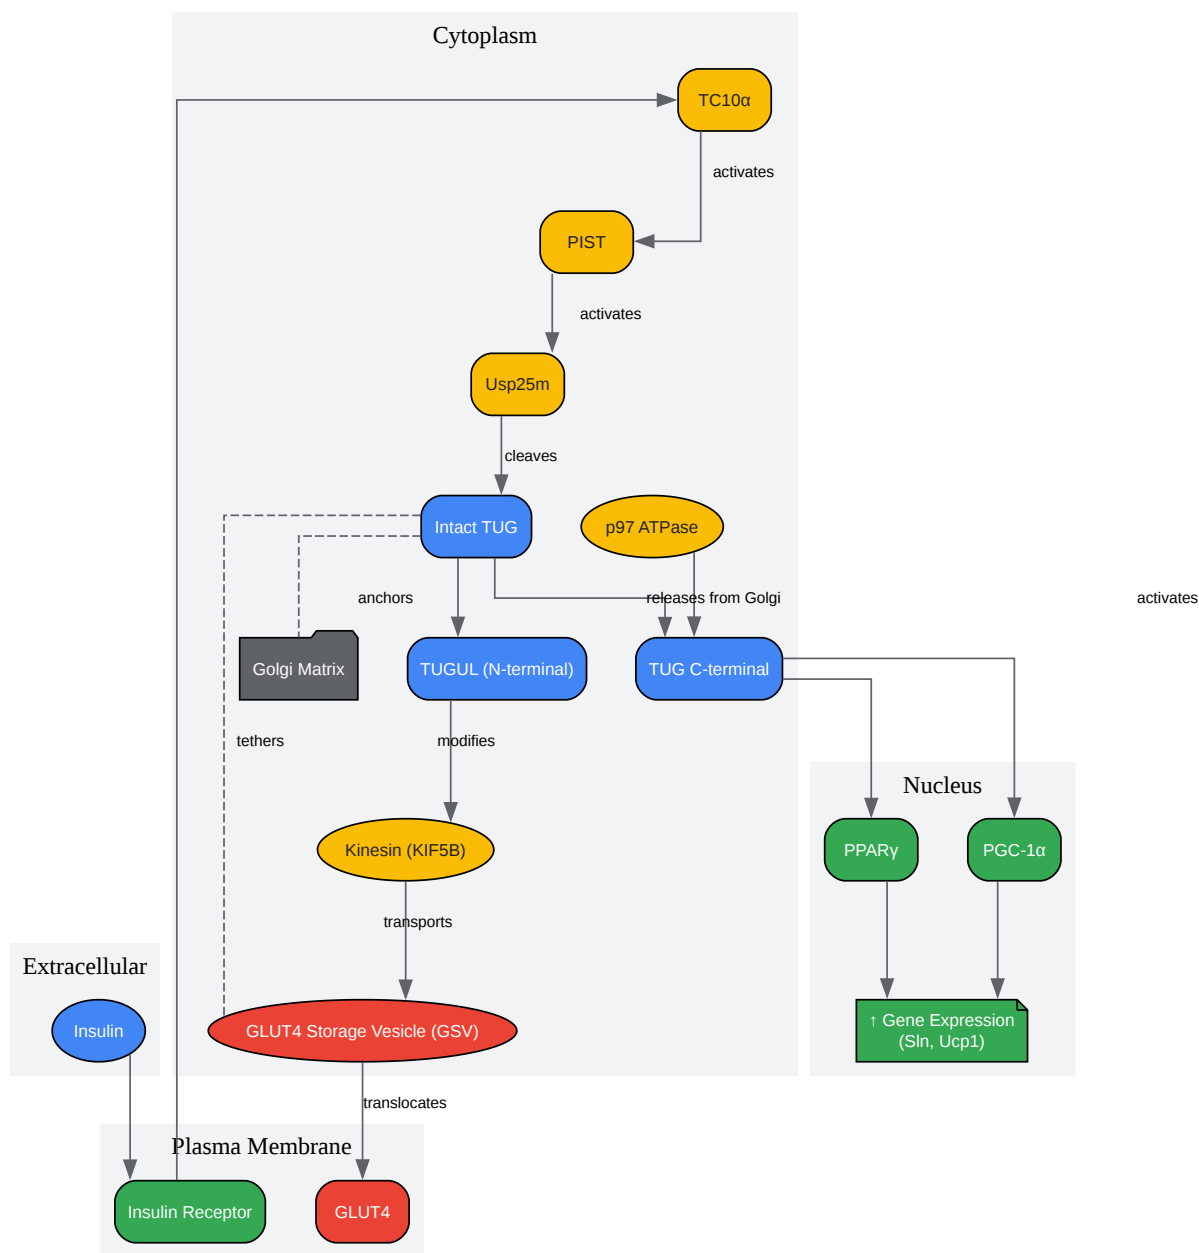 Cytoplasm
TC10α
activates
PIST
activates
Usp25m
cleaves
Intact TUG
p97 ATPase
anchors
releases from Golgi
activates
Golgi Matrix
TUGUL (N-terminal)
TUG C-terminal
tethers
modifies
Nucleus
Kinesin (KIF5B)
PPARγ
PGC-1α
transports
Extracellular
Insulin
GLUT4 Storage Vesicle (GSV)
↑ Gene Expression
(Sln, Ucp1)
translocates
Plasma Membrane
Insulin Receptor
GLUT4